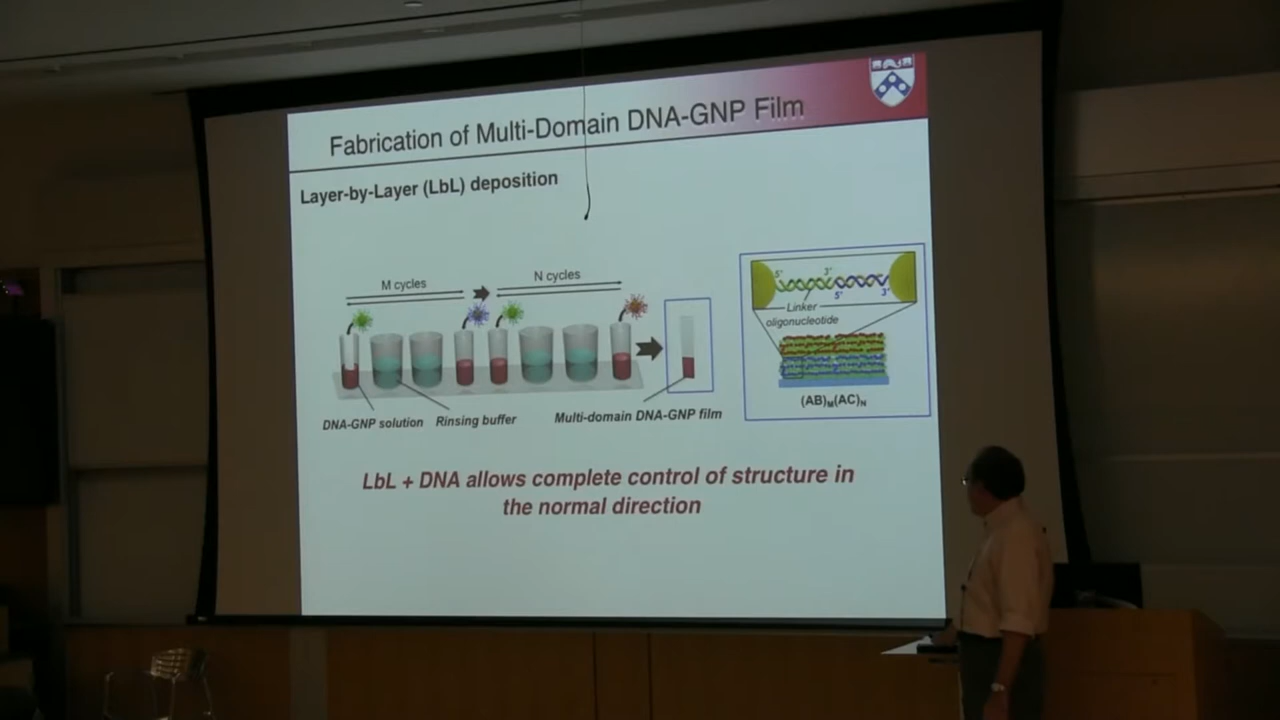 Fabrication of Multi-Domain DNA-GNP Film
Layer-by-Layer (LbL) deposition
M cycles
N cycles
DNA-GNP solution
Rinsing buffer
Multi-domain DNA-GNP film
5'
3'
5'
3'
Linker
oligonucleotide
(AB)M(AC)N
LbL + DNA allows complete control of structure in
the normal direction